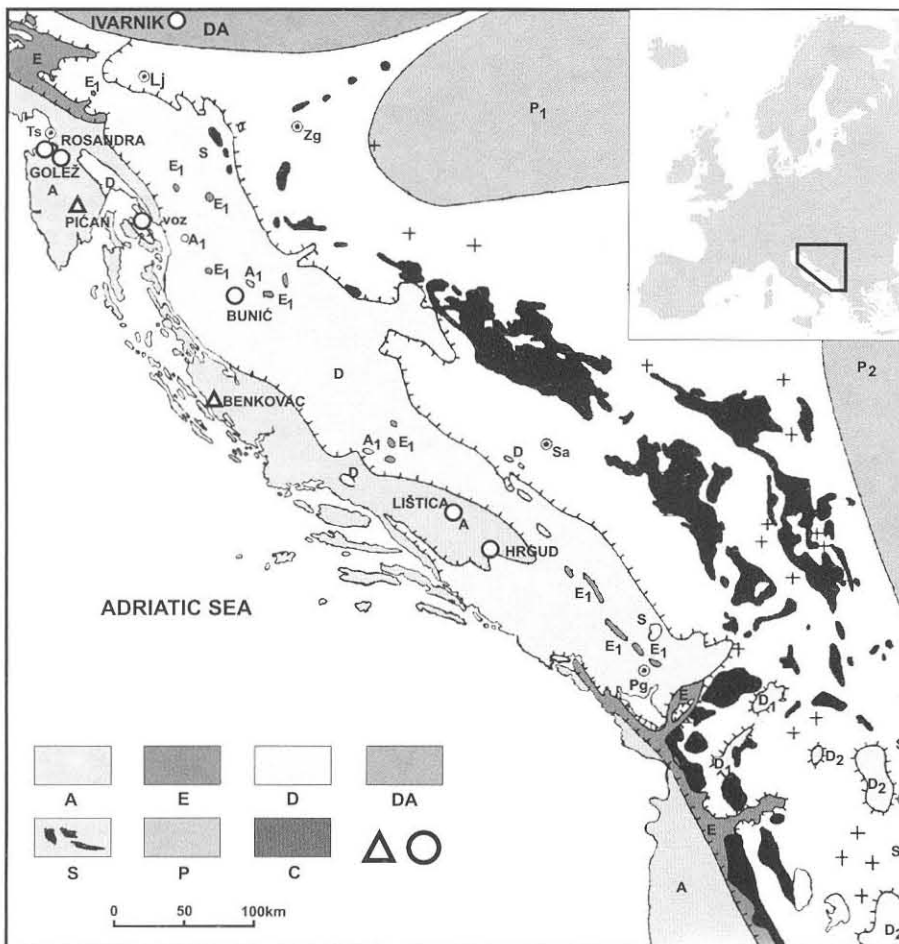 IVARNIK
DA
E
E1
Lj
P1
Ts
ROSANDRA
GOLEŽ
A
D
PIĆAN
voz
S
Zg
E1
E1
A1
E1
A1
E1
BUNIĆ
D
P2
BENKOVAC
A1
E1
D
Sa
D
LIŠTICA
A
HRGUD
ADRIATIC SEA
E1
S
E1
E1
Pg
E
D1
D1
D2
S
D2
E
S
A
D2
A
E
D
DA
S
P
C
0
50
100km